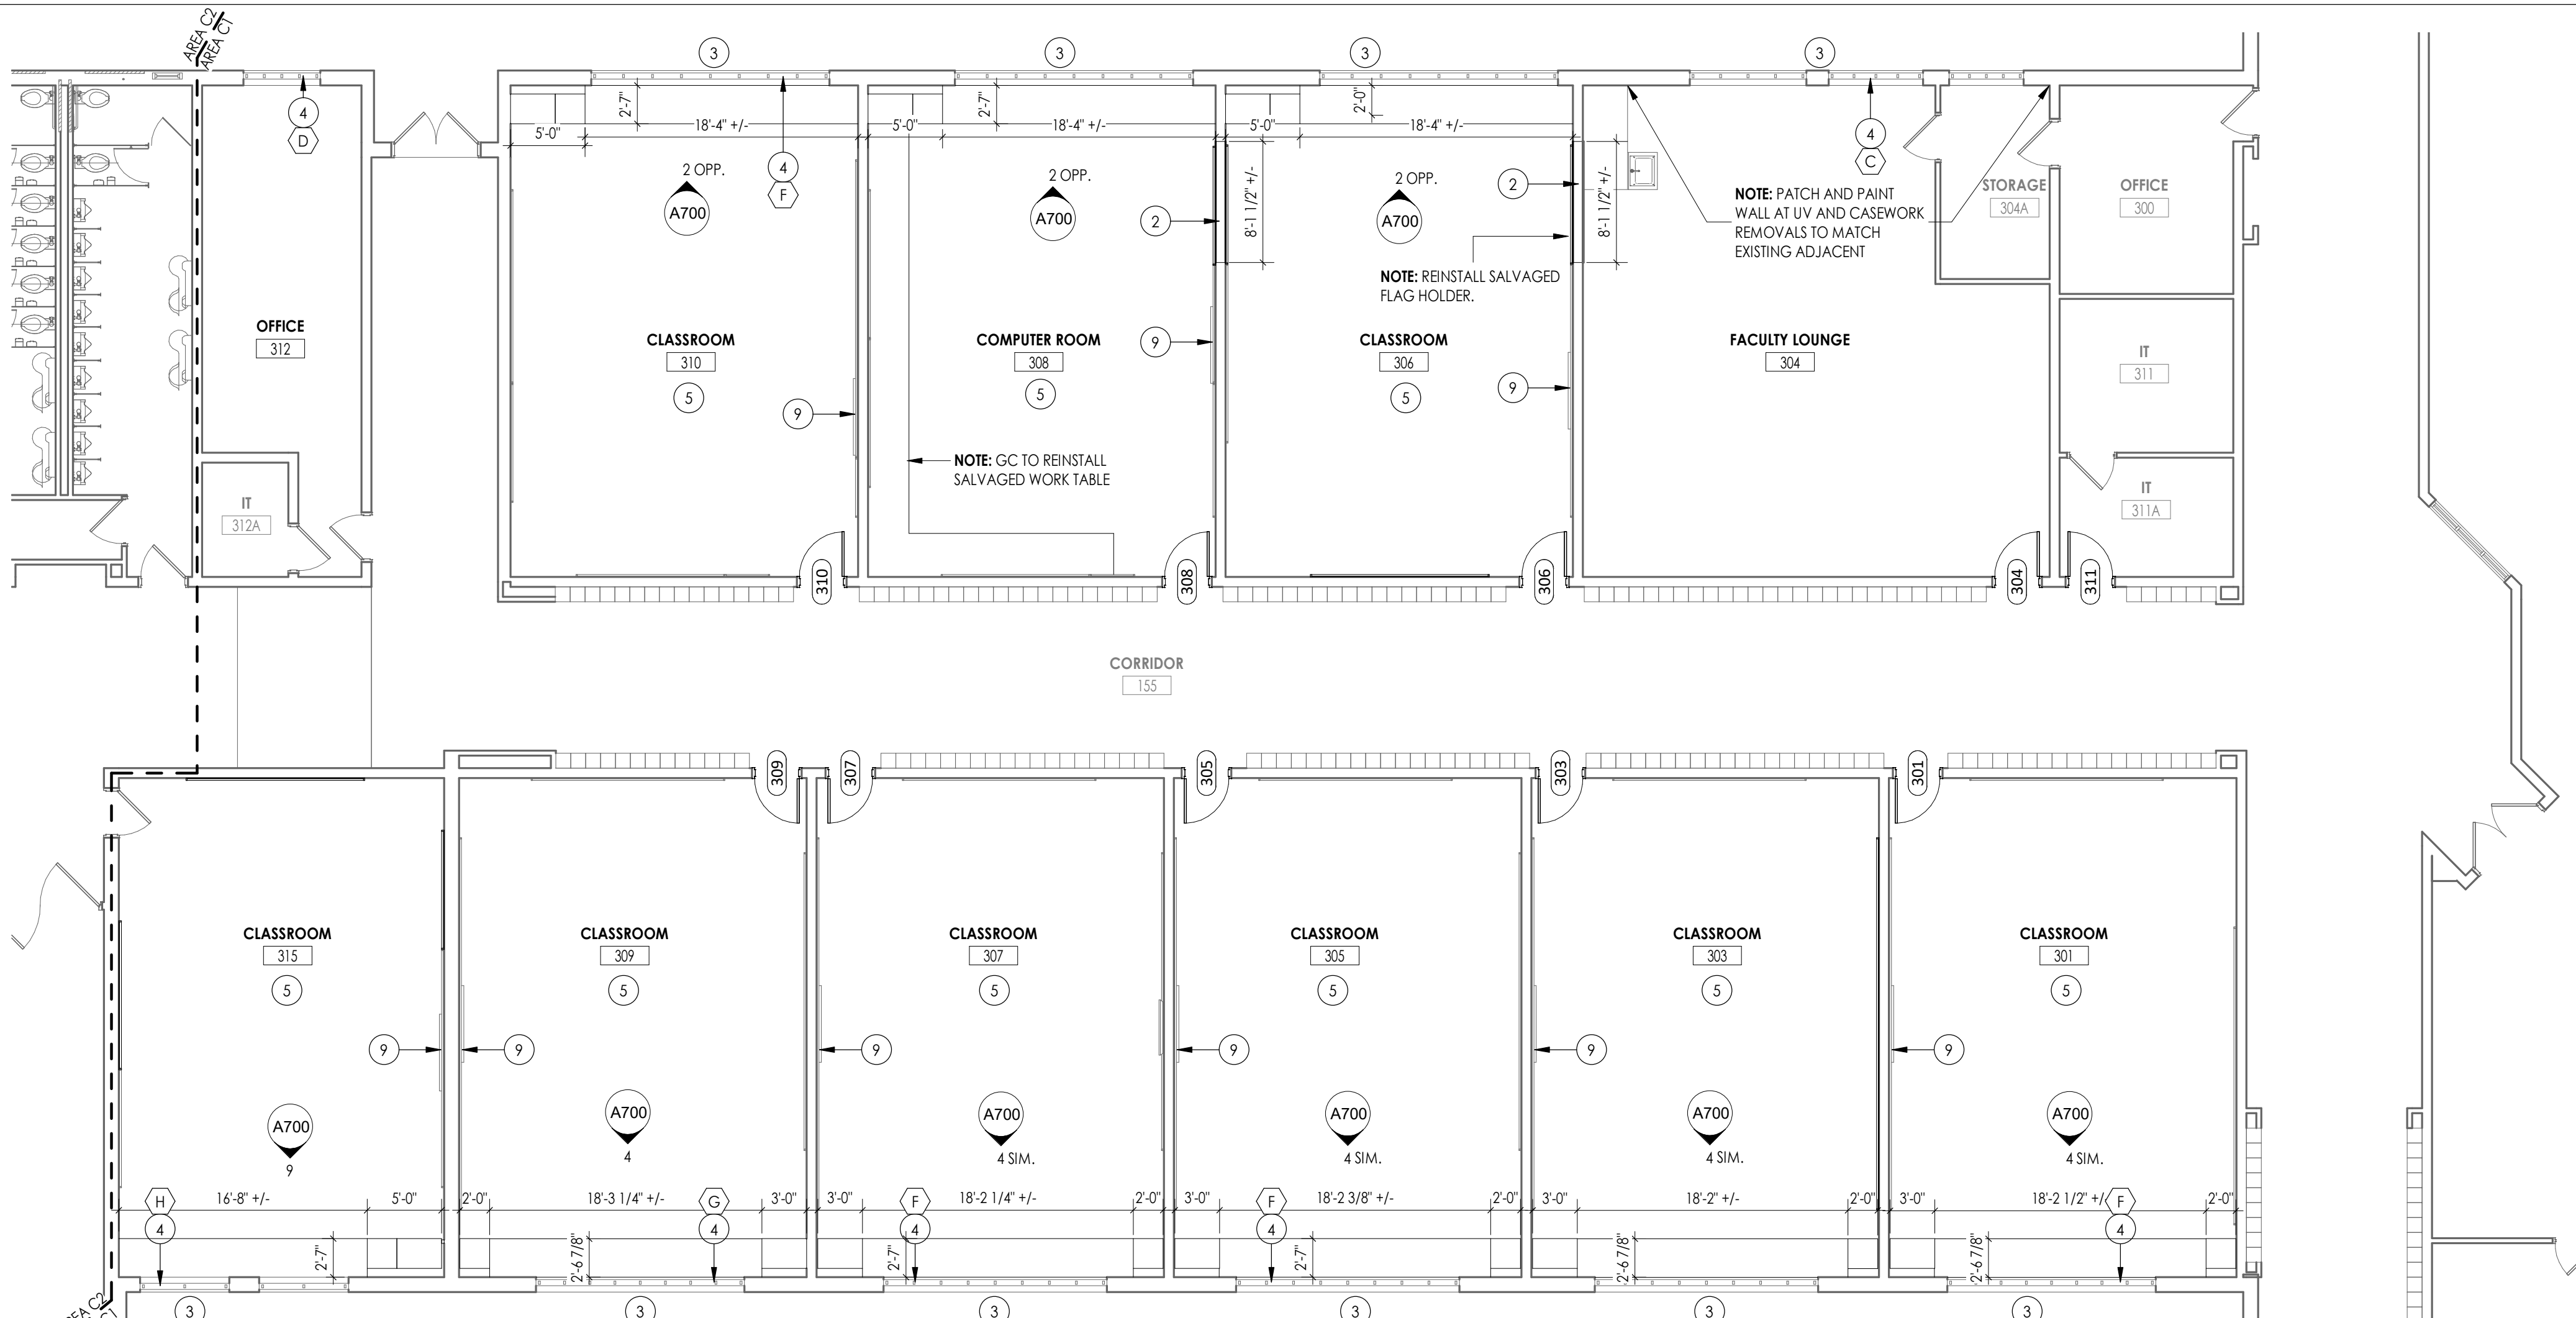 AREA C2
AREA C1
3
3
3
3
4
D
2'-7"
5'-0"
18'-4" +/-
4
F
2'-7"
5'-0"
18'-4" +/-
2'-0"
5'-0"
18'-4" +/-
4
C
2 OPP.
A700
2 OPP.
A700
2
8'-1 1/2" +/-
2 OPP.
A700
2
8'-1 1/2" +/-
NOTE: REINSTALL SALVAGED
FLAG HOLDER.
NOTE: PATCH AND PAINT
WALL AT UV AND CASEWORK
REMOVALS TO MATCH
EXISTING ADJACENT
STORAGE
304A
OFFICE
300
OFFICE
312
CLASSROOM
310
5
9
COMPUTER ROOM
308
5
9
CLASSROOM
306
5
9
FACULTY LOUNGE
304
IT
311
NOTE: GC TO REINSTALL
SALVAGED WORK TABLE
IT
312A
IT
311A
310
308
306
304
311
CORRIDOR
155
309
307
305
303
301
CLASSROOM
315
5
CLASSROOM
309
5
CLASSROOM
307
5
CLASSROOM
305
5
CLASSROOM
303
5
CLASSROOM
301
5
9
9
9
9
9
9
A700
9
A700
4
A700
4 SIM.
A700
4 SIM.
A700
4 SIM.
A700
4 SIM.
H
4
16'-8" +/-
5'-0"
2'-0"
18'-3 1/4" +/-
G
4
3'-0"
3'-0"
F
4
18'-2 1/4" +/-
2'-0"
3'-0"
F
4
18'-2 3/8" +/-
2'-0"
3'-0"
18'-2" +/-
2'-0"
3'-0"
18'-2 1/2" +/-
F
4
2'-0"
2'-7"
2'-6 7/8"
2'-7"
2'-7"
2'-6 7/8"
2'-6 7/8"
3
3
3
3
3
3